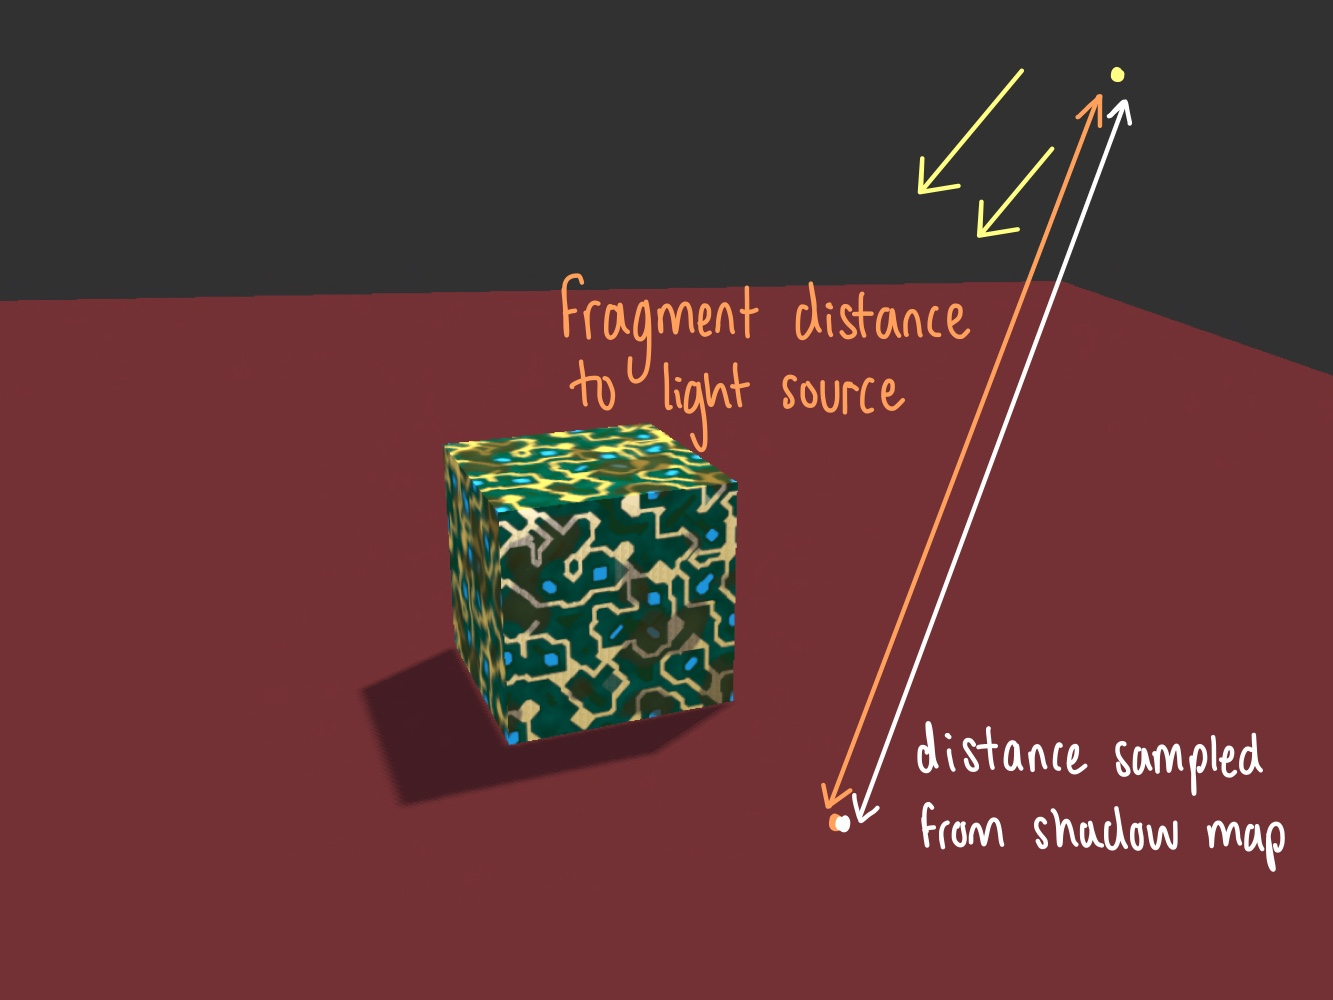 fragment distance
to light source
distance sampled
from shadow map